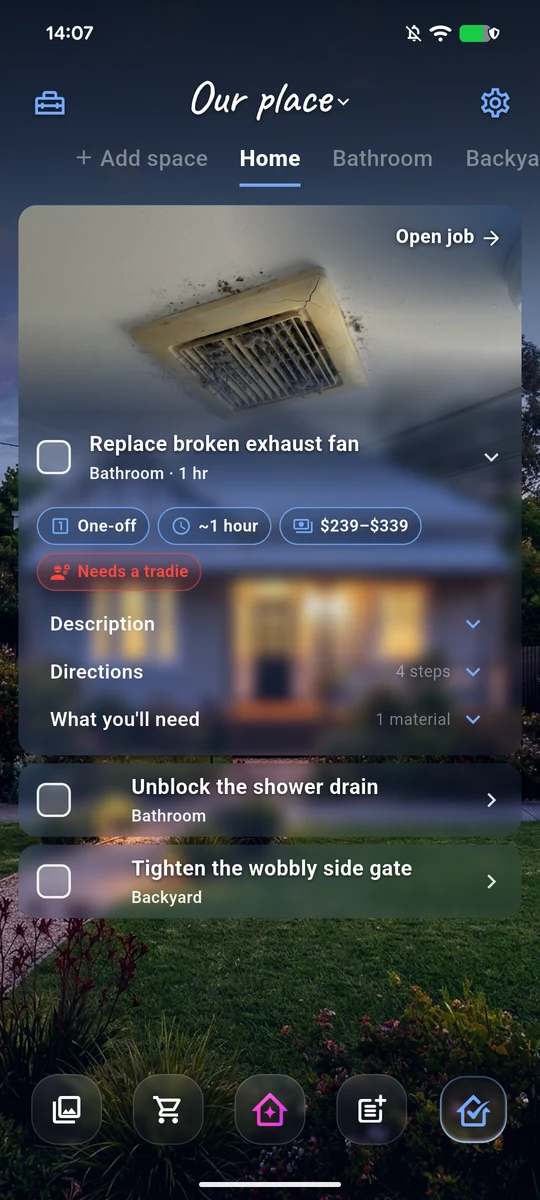 14:07
Our place
+ Add space Home Bathroom Backya
Open job →
Replace broken exhaust fan
Bathroom · 1 hr
One-off ~1 hour $239–$339
Needs a tradie
Description
Directions 4 steps
What you'll need 1 material
Unblock the shower drain
Bathroom
Tighten the wobbly side gate
Backyard